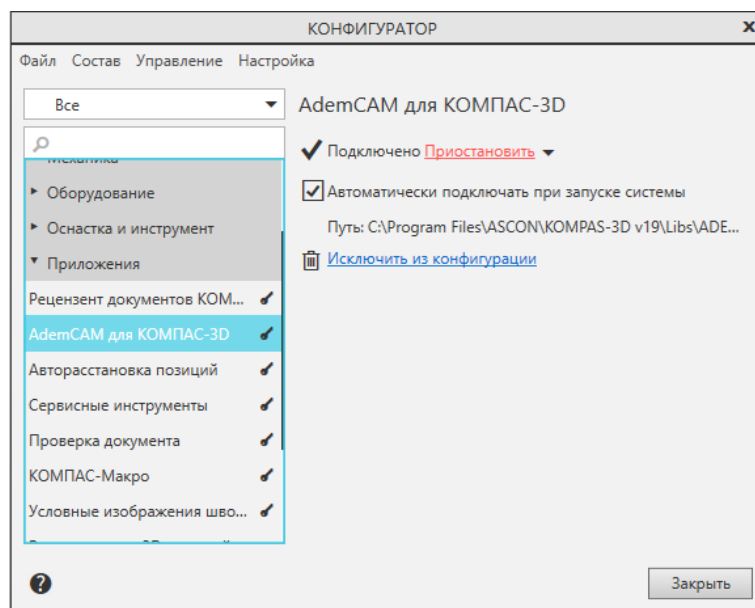 КОНФИГУРАТОР
Файл Состав Управление Настройка
Все
Механика
Оборудование
Оснастка и инструмент
Приложения
Рецензент документов КОМ...
AdemCAM для КОМПАС-3D
Авторасстановка позиций
Сервисные инструменты
Проверка документа
КОМПАС-Макро
Условные изображения шво...
AdemCAM для КОМПАС-3D
Подключено Приостановить
Автоматически подключать при запуске системы
Путь: C:\Program Files\ASCON\KOMPAS-3D v19\Libs\ADE...
Исключить из конфигурации
Закрыть